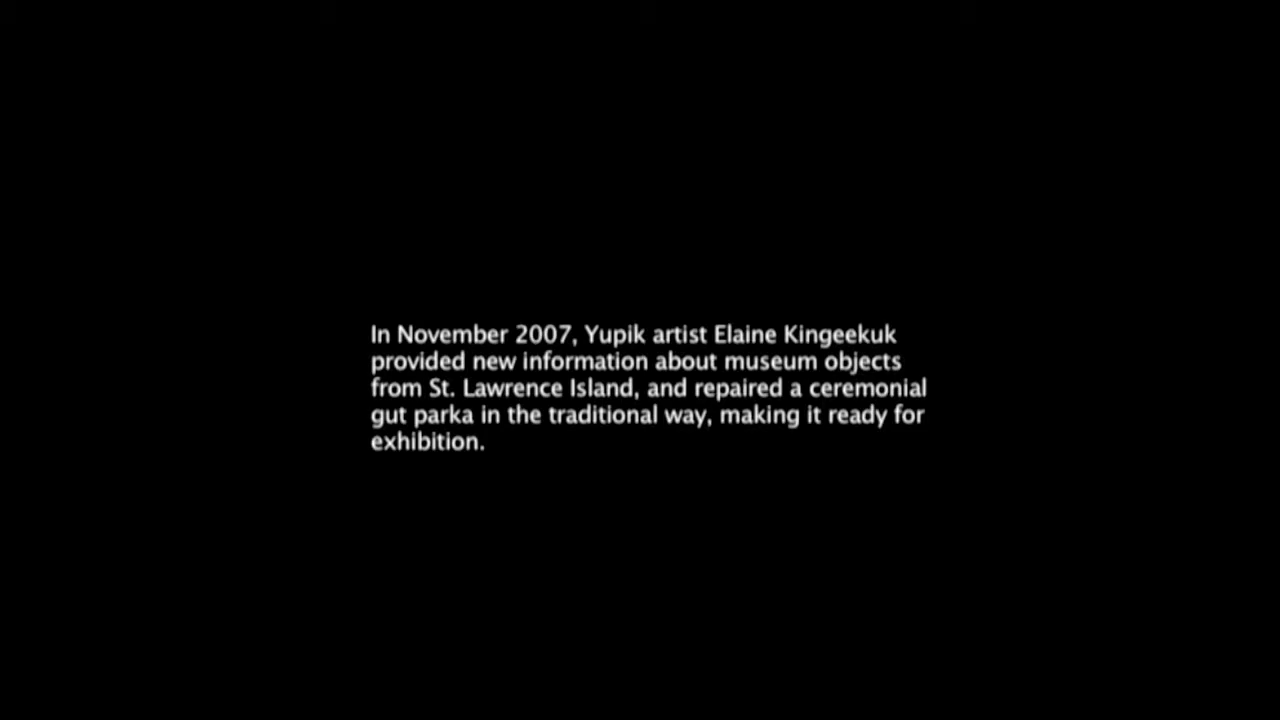 In November 2007, Yupik artist Elaine Kingeekuk
provided new information about museum objects
from St. Lawrence Island, and repaired a ceremonial
gut parka in the traditional way, making it ready for
exhibition.